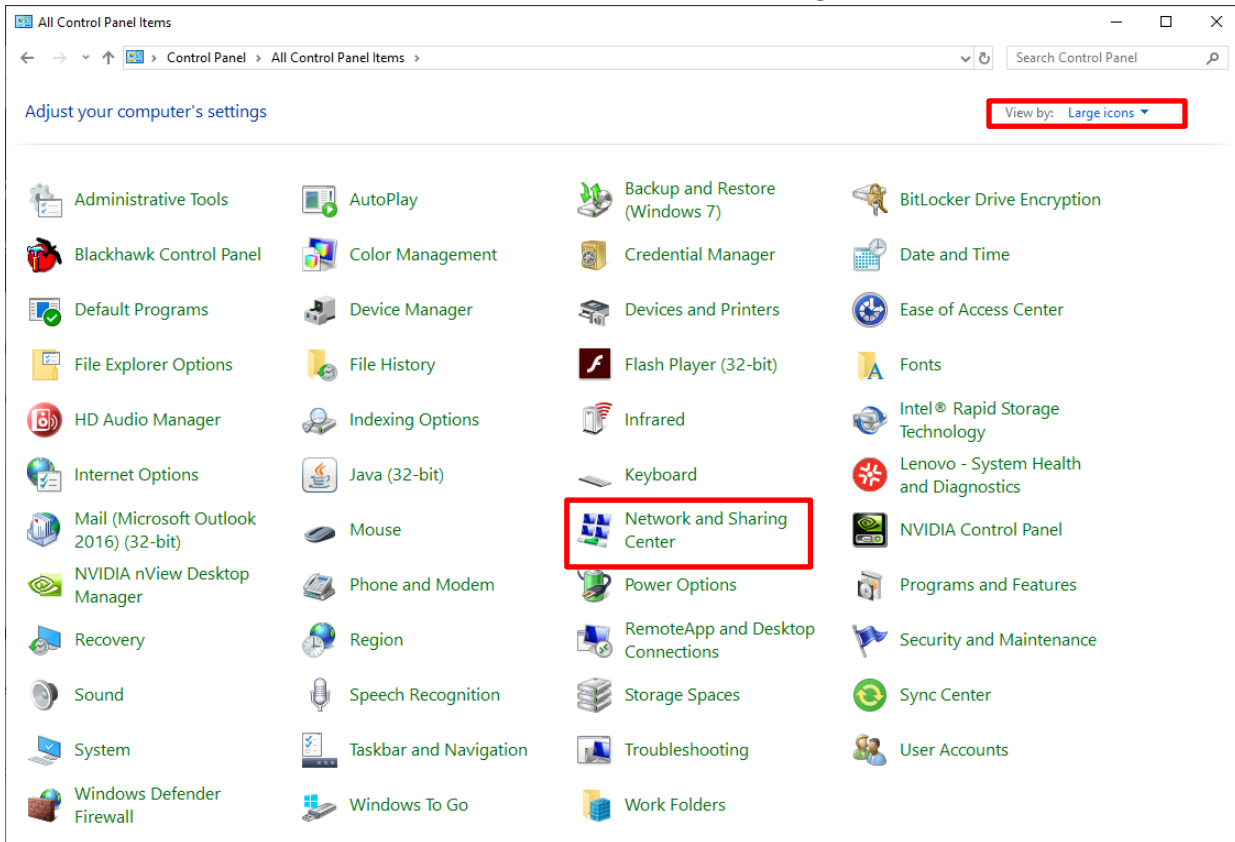 All Control Panel Items
Control Panel > All Control Panel Items >
Search Control Panel
Adjust your computer's settings
View by: Large icons
Administrative Tools
AutoPlay
Backup and Restore
(Windows 7)
BitLocker Drive Encryption
Blackhawk Control Panel
Color Management
Credential Manager
Date and Time
Default Programs
Device Manager
Devices and Printers
Ease of Access Center
File Explorer Options
File History
Flash Player (32-bit)
Fonts
HD Audio Manager
Indexing Options
Infrared
Intel® Rapid Storage
Technology
Internet Options
Java (32-bit)
Keyboard
Lenovo - System Health
and Diagnostics
Mail (Microsoft Outlook
2016) (32-bit)
Mouse
Network and Sharing
Center
NVIDIA Control Panel
NVIDIA nView Desktop
Manager
Phone and Modem
Power Options
Programs and Features
Recovery
Region
RemoteApp and Desktop
Connections
Security and Maintenance
Sound
Speech Recognition
Storage Spaces
Sync Center
System
Taskbar and Navigation
Troubleshooting
User Accounts
Windows Defender
Firewall
Windows To Go
Work Folders